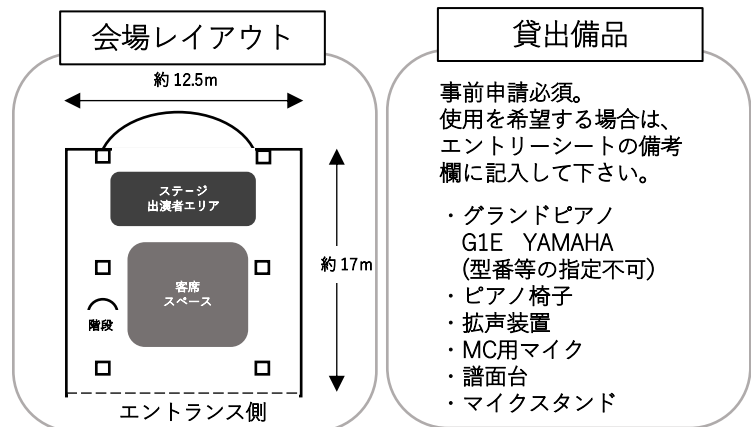 会場レイアウト
約 12.5m
ステージ
出演者エリア
客席
スペース
階段
約 17m
エントランス側
貸出備品
事前申請必須。
使用を希望する場合は、
エントリーシートの備考
欄に記入して下さい。
・グランドピアノ
G1E YAMAHA
(型番等の指定不可)
・ピアノ椅子
・拡声装置
・MC用マイク
・譜面台
・マイクスタンド